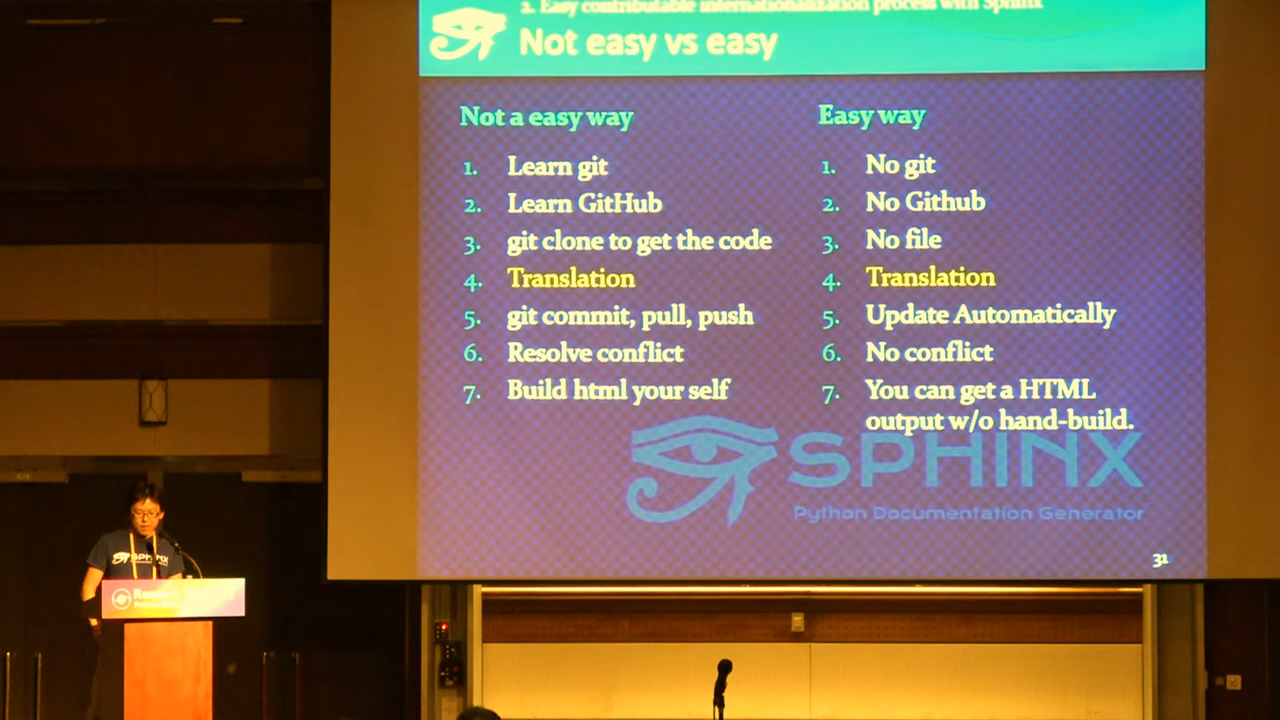 2. Easy contributable internationalization process with Sphinx
Not easy vs easy
Not a easy way
1. Learn git
2. Learn GitHub
3. git clone to get the code
4. Translation
5. git commit, pull, push
6. Resolve conflict
7. Build html your self
Easy way
1. No git
2. No Github
3. No file
4. Translation
5. Update Automatically
6. No conflict
7. You can get a HTML
output w/o hand-build.
SPHINX
Python Documentation Generator
31
SPHINX